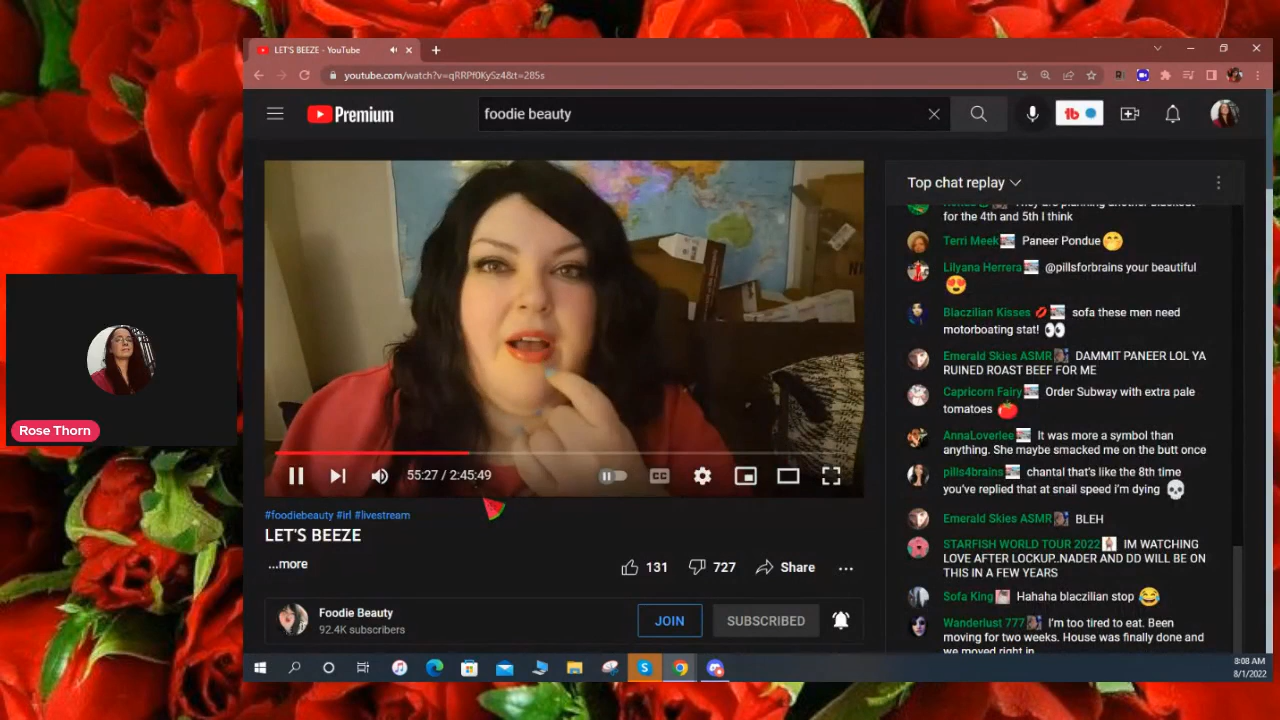 LET'S BEEZE - YouTube
youtube.com/watch?v=qRRPf0KySz4&t=285s
Premium
foodie beauty
tb
Top chat replay
for the 4th and 5th I think
Terri Meek Paneer Pondue
Lilyana Herrera @pillsforbrains your beautiful
Blaczilian Kisses sofa these men need
motorboating stat!
Emerald Skies ASMR DAMMIT PANEER LOL YA
RUINED ROAST BEEF FOR ME
Capricorn Fairy Order Subway with extra pale
tomatoes
AnnaLoverlee It was more a symbol than
anything. She maybe smacked me on the butt once
pills4brains chantal that's like the 8th time
you've replied that at snail speed i'm dying
Emerald Skies ASMR BLEH
STARFISH WORLD TOUR 2022 IM WATCHING
LOVE AFTER LOCKUP..NADER AND DD WILL BE ON
THIS IN A FEW YEARS
Sofa King Hahaha blaczilian stop
Wanderlust 777 I'm too tired to eat. Been
moving for two weeks. House was finally done and
we moved right in
Rose Thorn
55:27 / 2:45:49
CC
#foodiebeauty #irl #livestream
LET'S BEEZE
...more
131
727
Share
Foodie Beauty
92.4K subscribers
JOIN
SUBSCRIBED
8:08 AM
8/1/2022